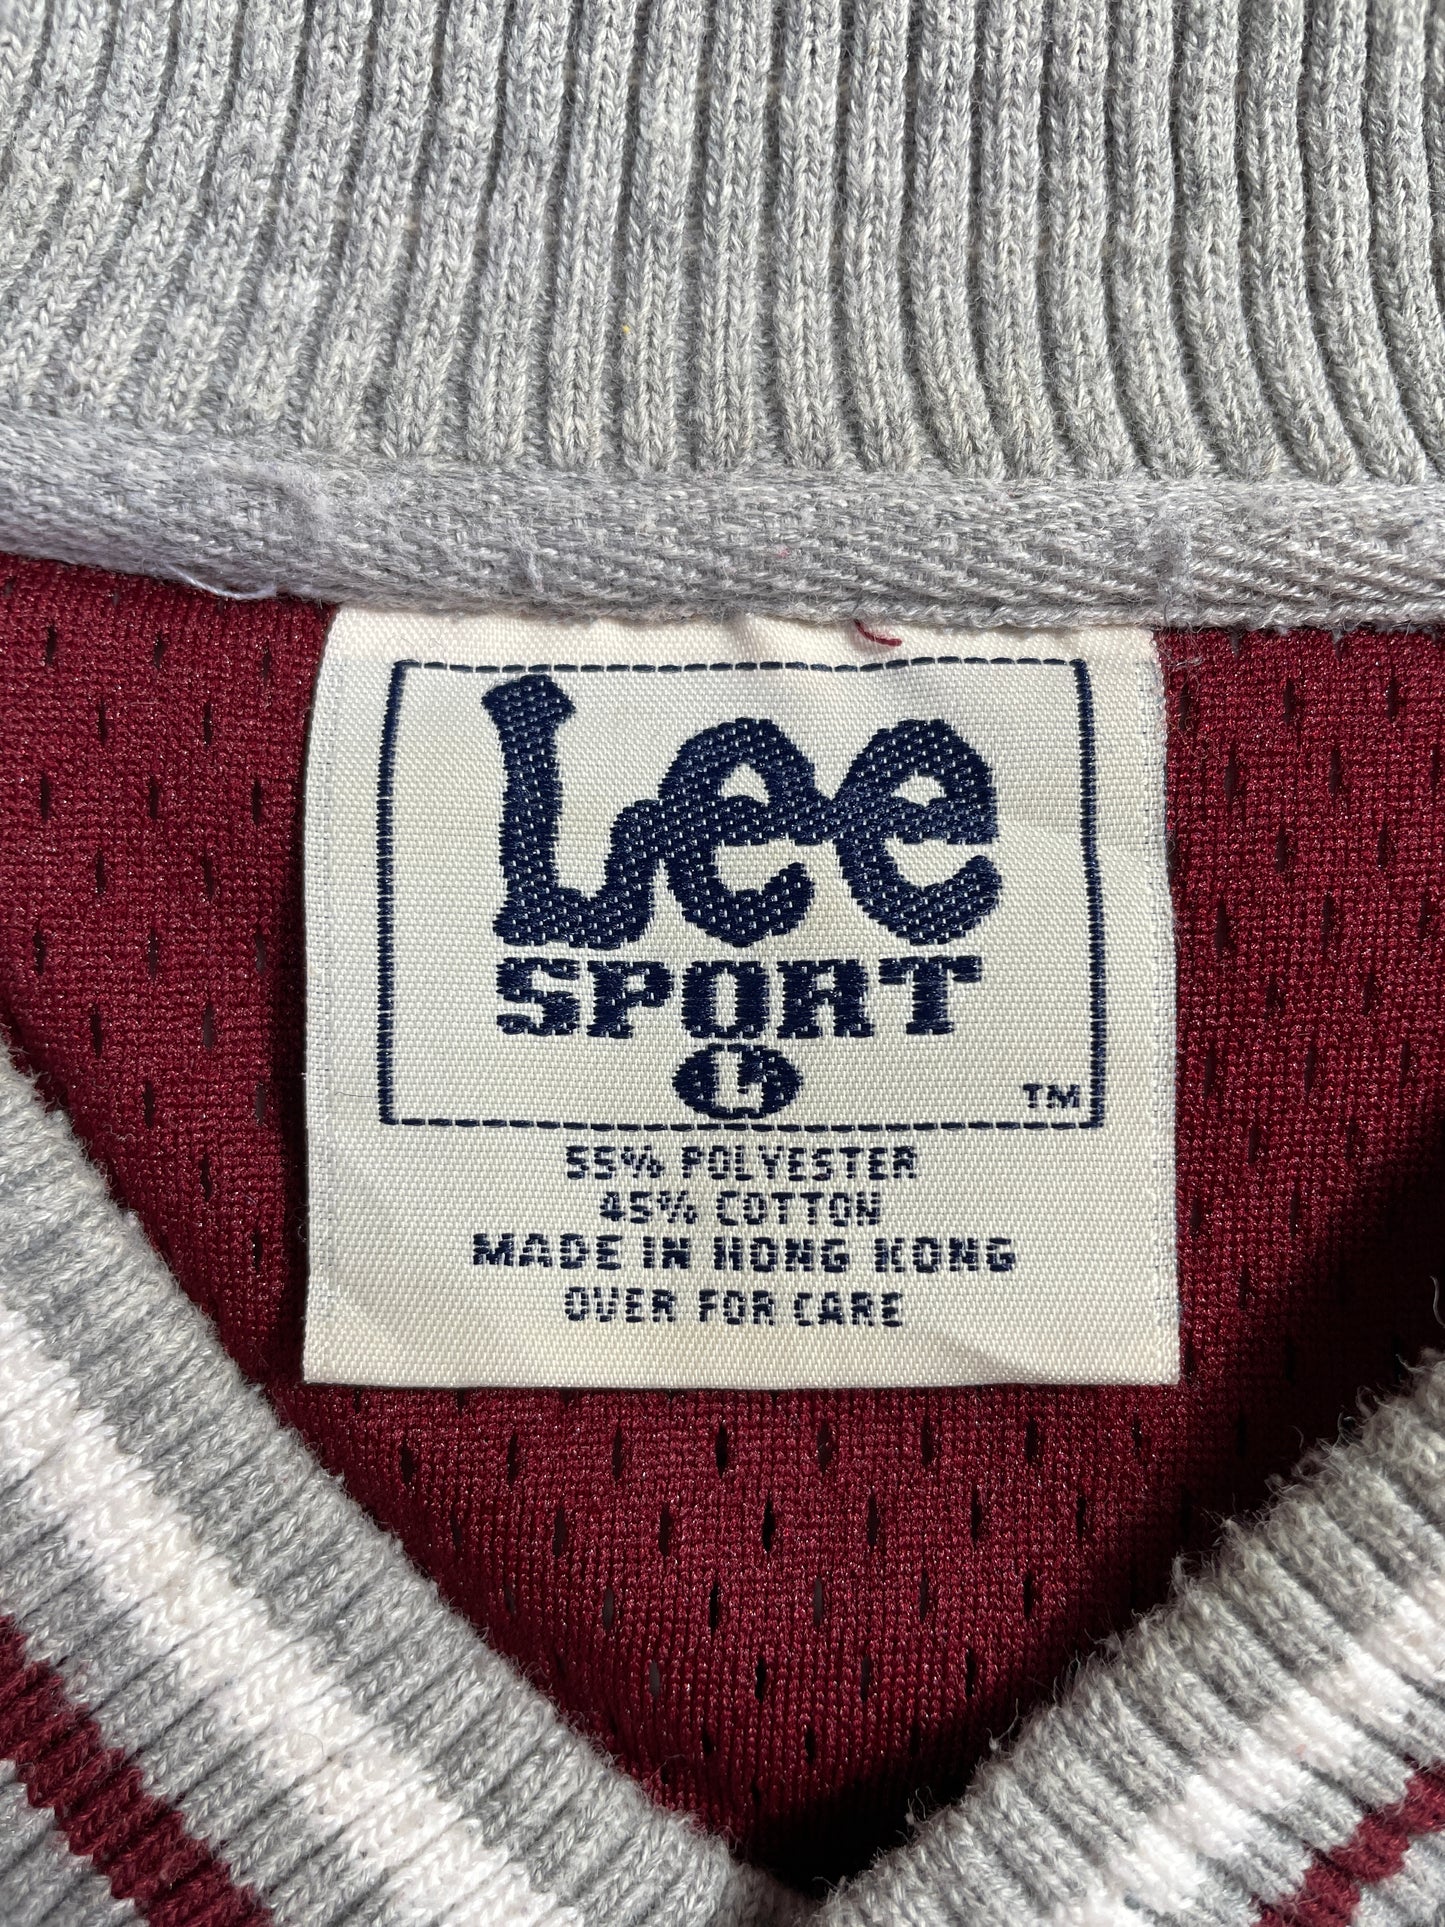 Lee
SPORT
L
TM
55% POLYESTER
45% COTTON
MADE IN HONG KONG
OVER FOR CARE